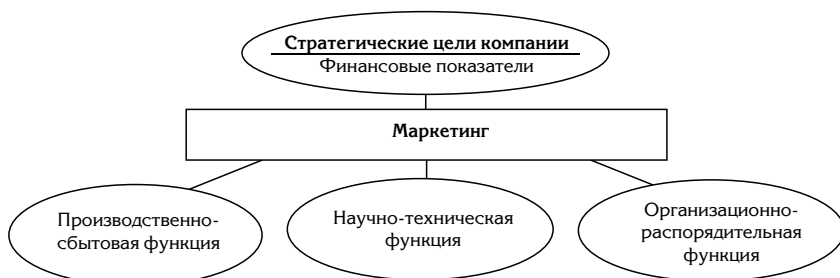 Стратегические цели компании
Финансовые показатели
Маркетинг
Производственно-
сбытовая функция
Научно-техническая
функция
Организационно-
распорядительная
функция